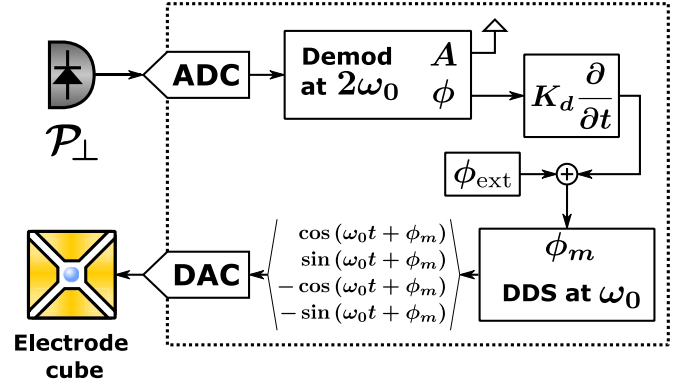 ADC
Demod
at 2ω₀
A
ϕ
K_d ∂/∂t
𝒫⊥
ϕ_ext
+
ϕ_m
DDS at ω₀
cos (ω₀t + ϕ_m)
sin (ω₀t + ϕ_m)
− cos (ω₀t + ϕ_m)
− sin (ω₀t + ϕ_m)
DAC
Electrode
cube